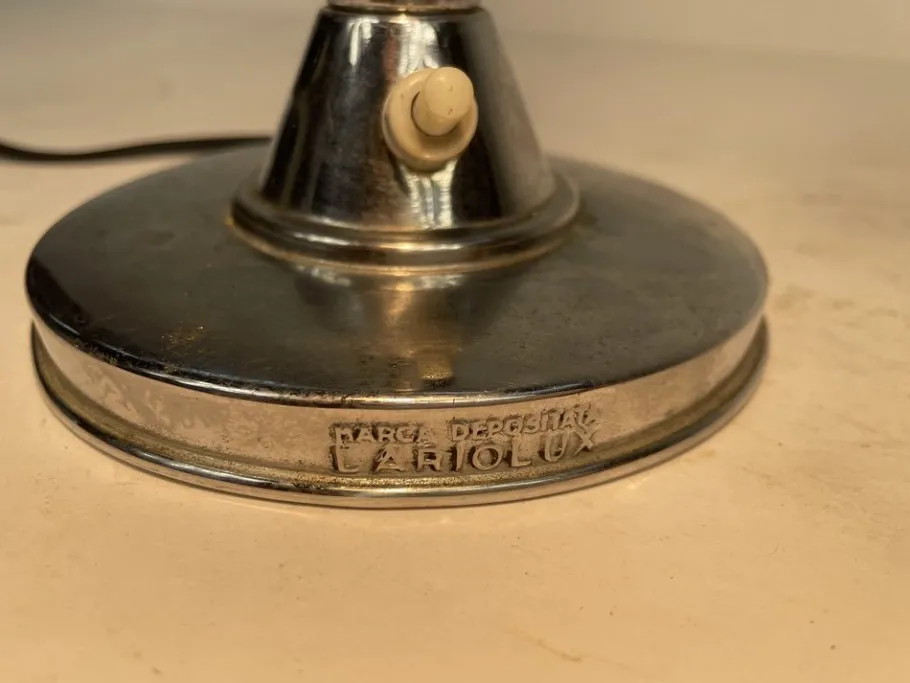 MARCA DEPOSITATA
LARIOLUX